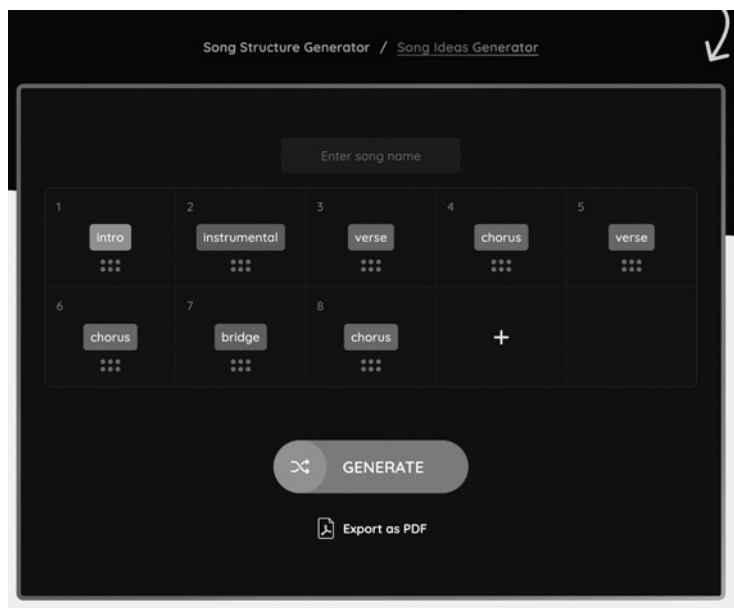 Song Structure Generator / Song Ideas Generator
Enter song name
1 2 3 4 5
intro instrumental verse chorus verse
6 7 8
chorus bridge chorus +
GENERATE
Export as PDF